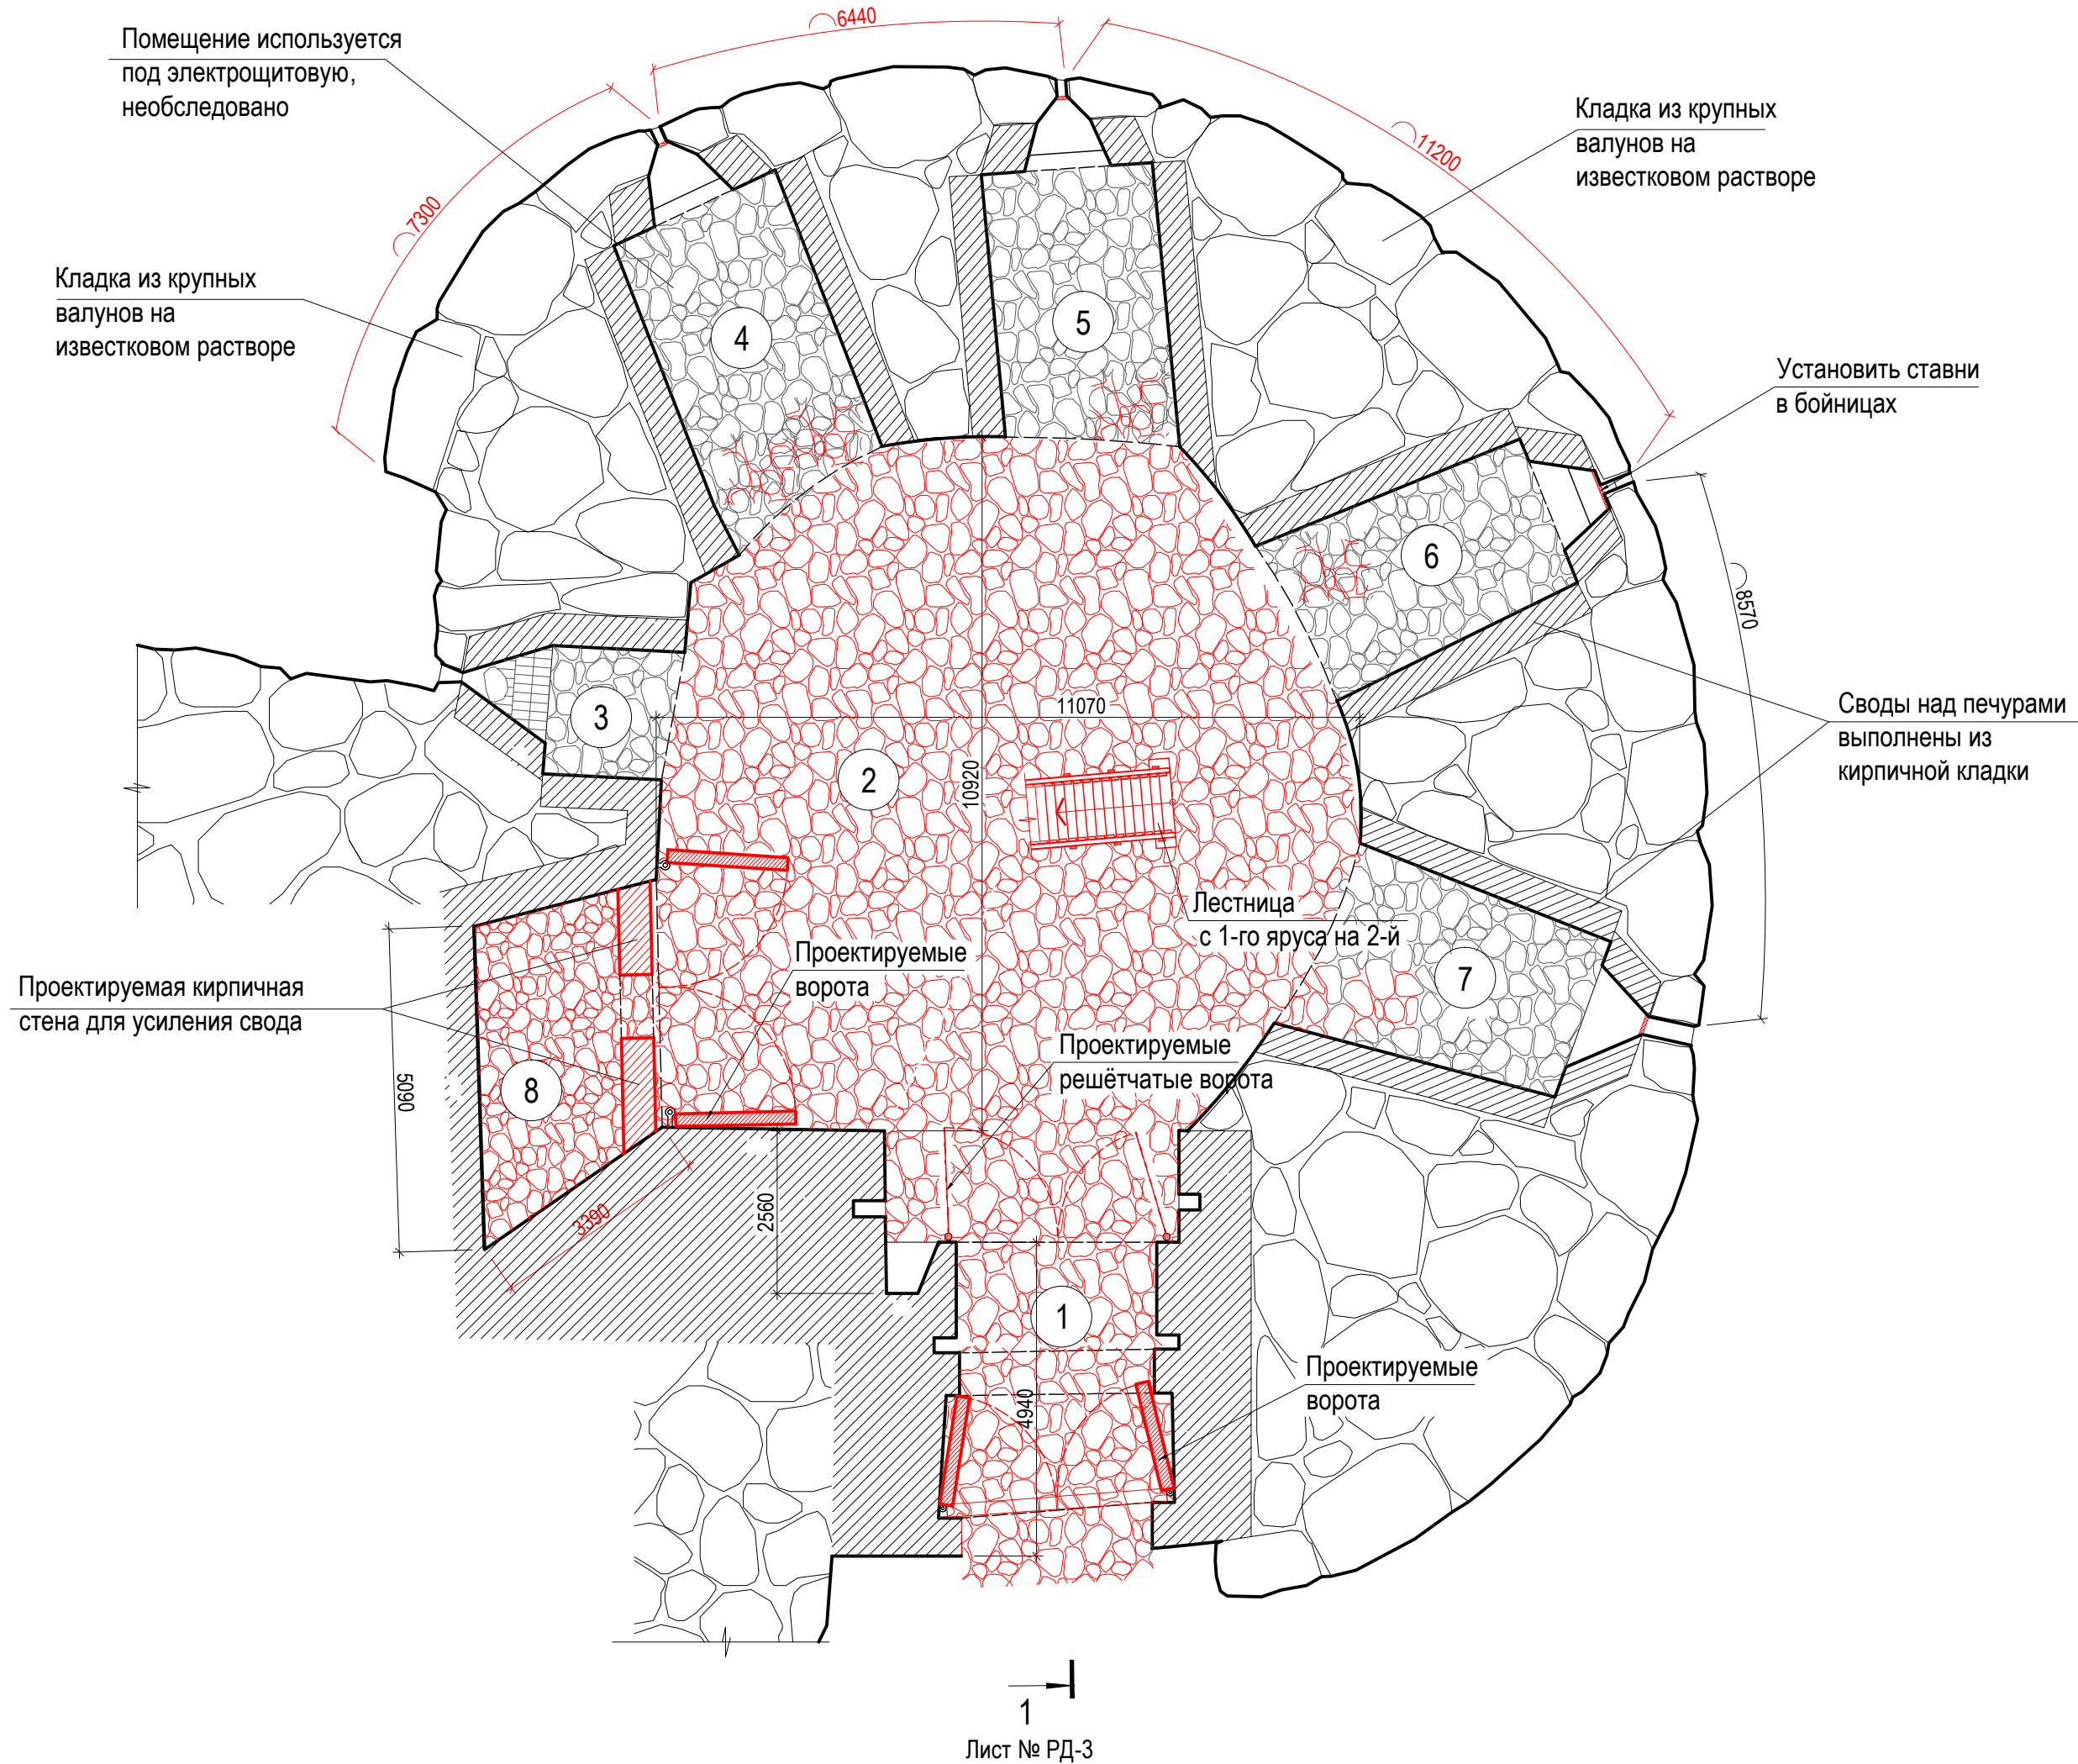 6440
Помещение используется
под электрощитовую,
необследовано
Кладка из крупных
валунов на
известковом растворе
11200
7300
Кладка из крупных
валунов на
известковом растворе
4
5
Установить ставни
в бойницах
6
8570
3
11070
Своды над печурами
выполнены из
кирпичной кладки
2
10920
Лестница
с 1-го яруса на 2-й
Проектируемые
ворота
7
Проектируемая кирпичная
стена для усиления свода
Проектируемые
решётчатые ворота
8
5090
2560
3390
1
Проектируемые
ворота
4940
1
Лист № РД-3